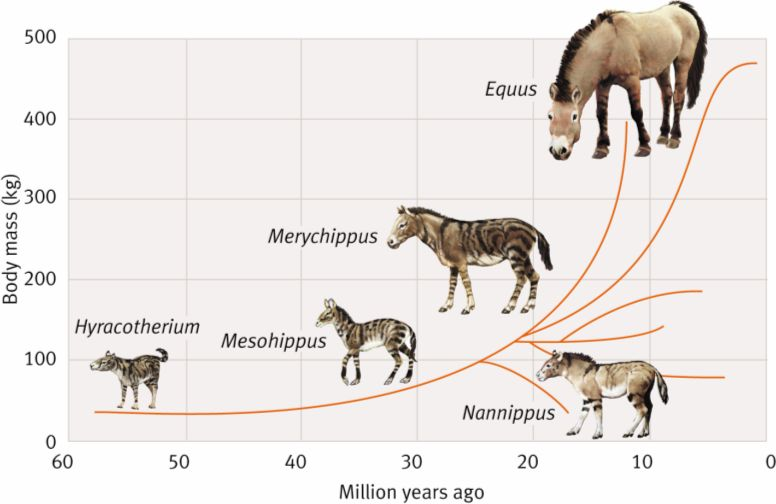 500
400
300
200
100
0
Body mass (kg)
Equus
Merychippus
Hyracotherium
Mesohippus
Nannippus
60 50 40 30 20 10 0
Million years ago